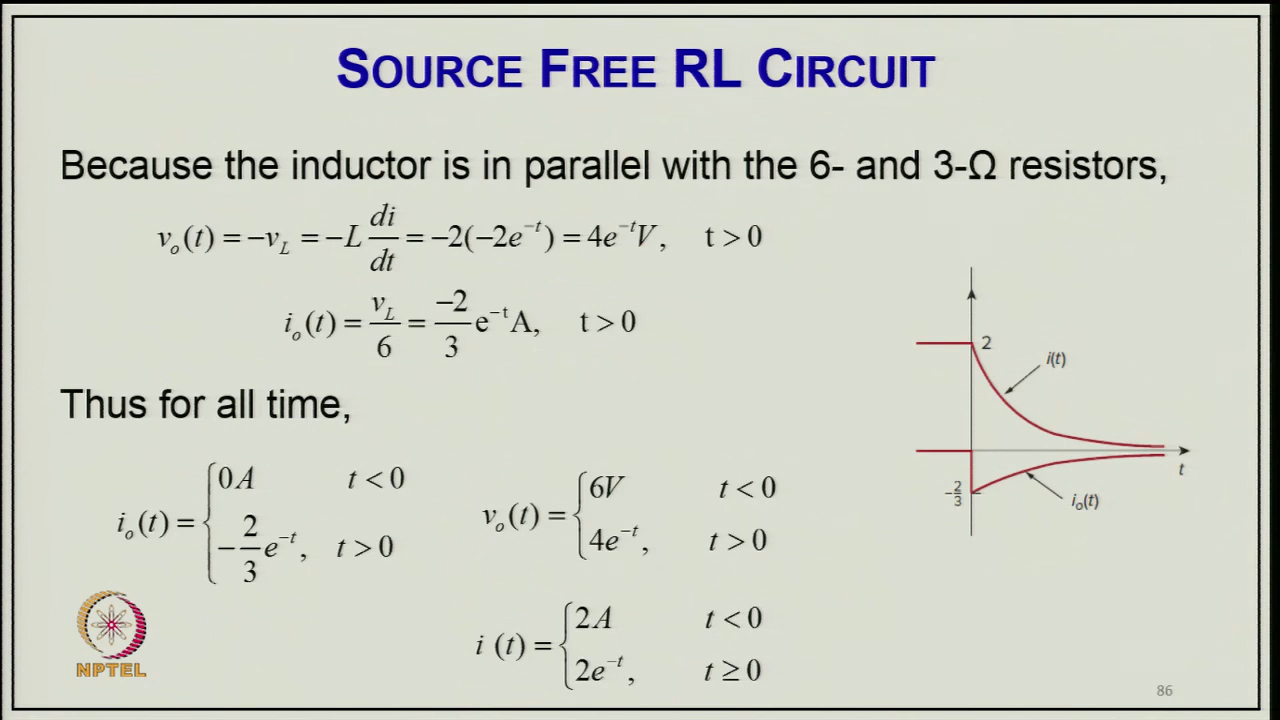 SOURCE FREE RL CIRCUIT
Because the inductor is in parallel with the 6- and 3-Ω resistors,
v_o(t) = −v_L = −L di/dt = −2(−2e^{−t}) = 4e^{−t}V, t > 0
i_o(t) = v_L/6 = −2/3 e^{−t}A, t > 0
Thus for all time,
i_o(t) = { 0A t < 0
−2/3 e^{−t}, t > 0
v_o(t) = { 6V t < 0
4e^{−t}, t > 0
i (t) = { 2A t < 0
2e^{−t}, t ≥ 0
2
i(t)
t
−2/3
i_o(t)
NPTEL
86